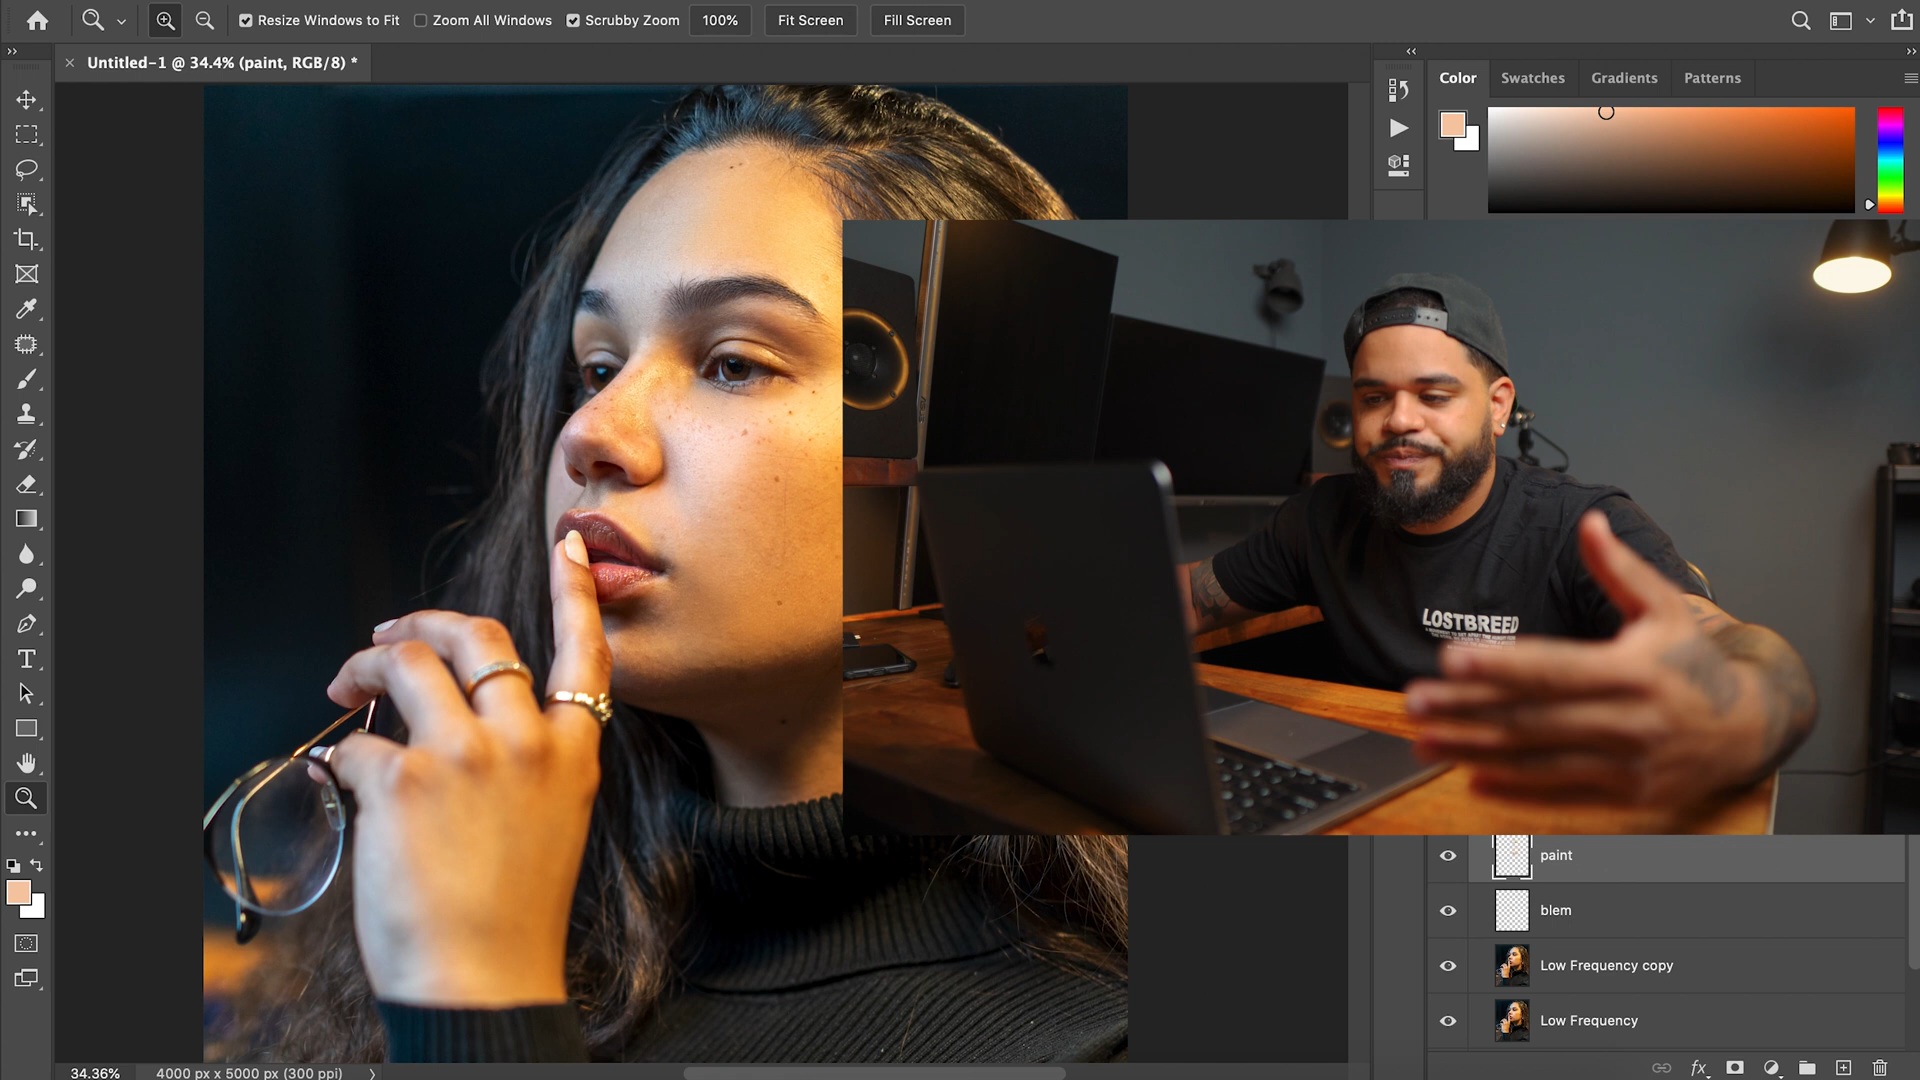 Resize Windows to Fit
Zoom All Windows
Scrubby Zoom
100%
Fit Screen
Fill Screen
Untitled-1 @ 34.4% (paint, RGB/8) *
Color
Swatches
Gradients
Patterns
LOSTBREED
paint
blem
Low Frequency copy
Low Frequency
34.36%
4000 px x 5000 px (300 ppi)